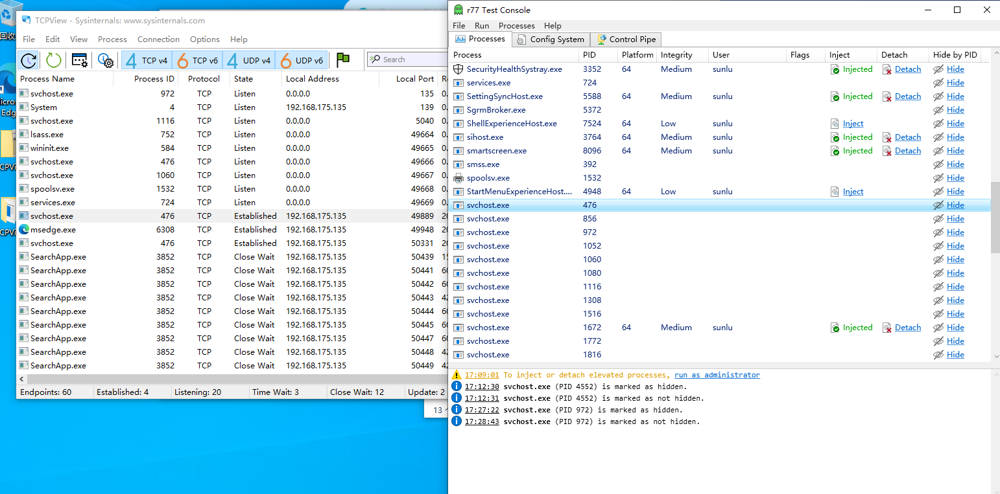 回收
Micros
Edg
CPVi
CPVi
TCPView - Sysinternals: www.sysinternals.com
File Edit View Process Connection Options Help
4 TCP v4 6 TCP v6 4 UDP v4 6 UDP v6 Search
Process Name Process ID Protocol State Local Address Local Port Re
svchost.exe 972 TCP Listen 0.0.0.0 135 0.
System 4 TCP Listen 192.168.175.135 139 0.
svchost.exe 1116 TCP Listen 0.0.0.0 5040 0.
lsass.exe 752 TCP Listen 0.0.0.0 49664 0.
wininit.exe 584 TCP Listen 0.0.0.0 49665 0.
svchost.exe 476 TCP Listen 0.0.0.0 49666 0.
svchost.exe 1060 TCP Listen 0.0.0.0 49667 0.
spoolsv.exe 1532 TCP Listen 0.0.0.0 49668 0.
services.exe 724 TCP Listen 0.0.0.0 49669 0.
svchost.exe 476 TCP Established 192.168.175.135 49889 20
msedge.exe 6308 TCP Established 192.168.175.135 49948 20
svchost.exe 476 TCP Established 192.168.175.135 50331 20
SearchApp.exe 3852 TCP Close Wait 192.168.175.135 50439 15
SearchApp.exe 3852 TCP Close Wait 192.168.175.135 50441 60
SearchApp.exe 3852 TCP Close Wait 192.168.175.135 50442 60
SearchApp.exe 3852 TCP Close Wait 192.168.175.135 50443 42
SearchApp.exe 3852 TCP Close Wait 192.168.175.135 50444 60
SearchApp.exe 3852 TCP Close Wait 192.168.175.135 50445 60
SearchApp.exe 3852 TCP Close Wait 192.168.175.135 50447 60
SearchApp.exe 3852 TCP Close Wait 192.168.175.135 50448 42
SearchApp.exe 3852 TCP Close Wait 192.168.175.135 50449 42
Endpoints: 60 Established: 4 Listening: 20 Time Wait: 3 Close Wait: 12 Update: 2
13
r77 Test Console
File Run Processes Help
Processes Config System Control Pipe
Process PID Platform Integrity User Flags Inject Detach Hide by PID
SecurityHealthSystray.exe 3352 64 Medium sunlu Injected Detach Hide
services.exe 724 Hide
SettingSyncHost.exe 5588 64 Medium sunlu Injected Detach Hide
SgrmBroker.exe 5372 Hide
ShellExperienceHost.exe 7524 64 Low sunlu Inject Hide
sihost.exe 3764 64 Medium sunlu Injected Detach Hide
smartscreen.exe 8096 64 Medium sunlu Injected Detach Hide
smss.exe 392 Hide
spoolsv.exe 1532 Hide
StartMenuExperienceHost.... 4948 64 Low sunlu Inject Hide
svchost.exe 476 Hide
svchost.exe 856 Hide
svchost.exe 972 Hide
svchost.exe 1052 Hide
svchost.exe 1060 Hide
svchost.exe 1080 Hide
svchost.exe 1116 Hide
svchost.exe 1308 Hide
svchost.exe 1516 Hide
svchost.exe 1672 64 Medium sunlu Injected Detach Hide
svchost.exe 1772 Hide
svchost.exe 1816 Hide
17:09:01 To inject or detach elevated processes, run as administrator
17:12:30 svchost.exe (PID 4552) is marked as hidden.
17:12:31 svchost.exe (PID 4552) is marked as not hidden.
17:27:22 svchost.exe (PID 972) is marked as hidden.
17:28:43 svchost.exe (PID 972) is marked as not hidden.